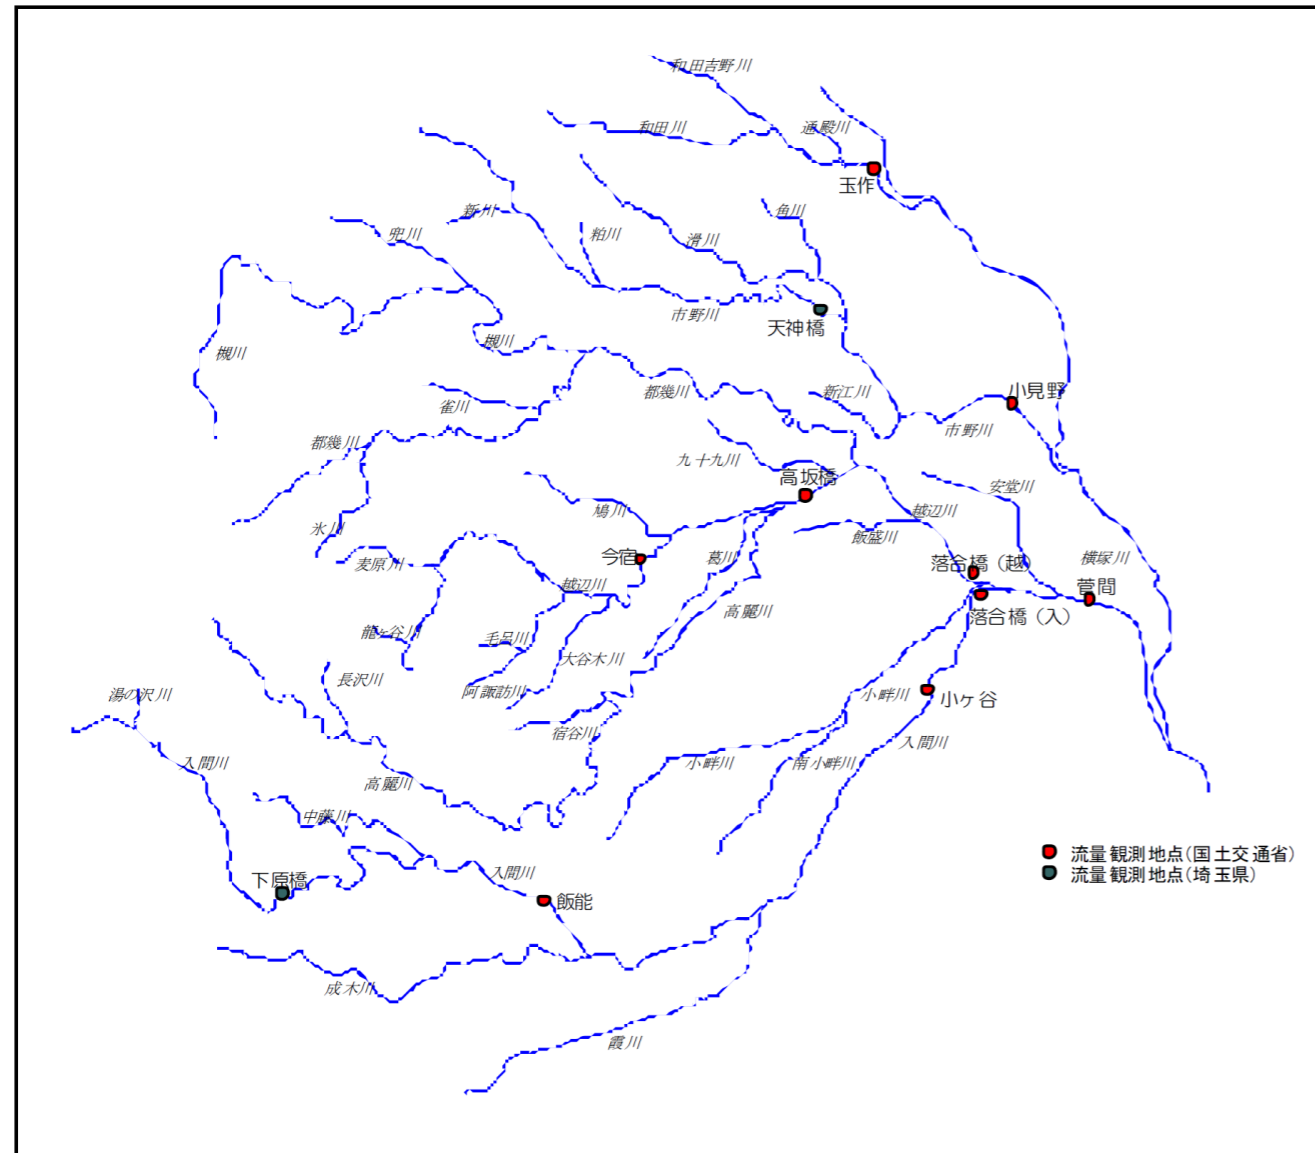 和田吉野川
和田川
通殿川
玉作
新川
兜川
粕川
滑川
角川
市野川
天神橋
槻川
槻川
雀川
都幾川
新江川
小見野
市野川
都幾川
九十九川
高坂橋
安堂川
鳩川
越辺川
飯盛川
氷川
麦原川
今宿
葛川
落合橋（越）
横塚川
菅間
越辺川
高麗川
落合橋（入）
龍ヶ谷川
毛呂川
大谷木川
長沢川
阿諏訪川
湯の沢川
小畔川
小ヶ谷
宿谷川
入間川
入間川
高麗川
小畔川
南小畔川
中藤川
流量観測地点(国土交通省)
流量観測地点(埼玉県)
下原橋
入間川
飯能
成木川
霞川